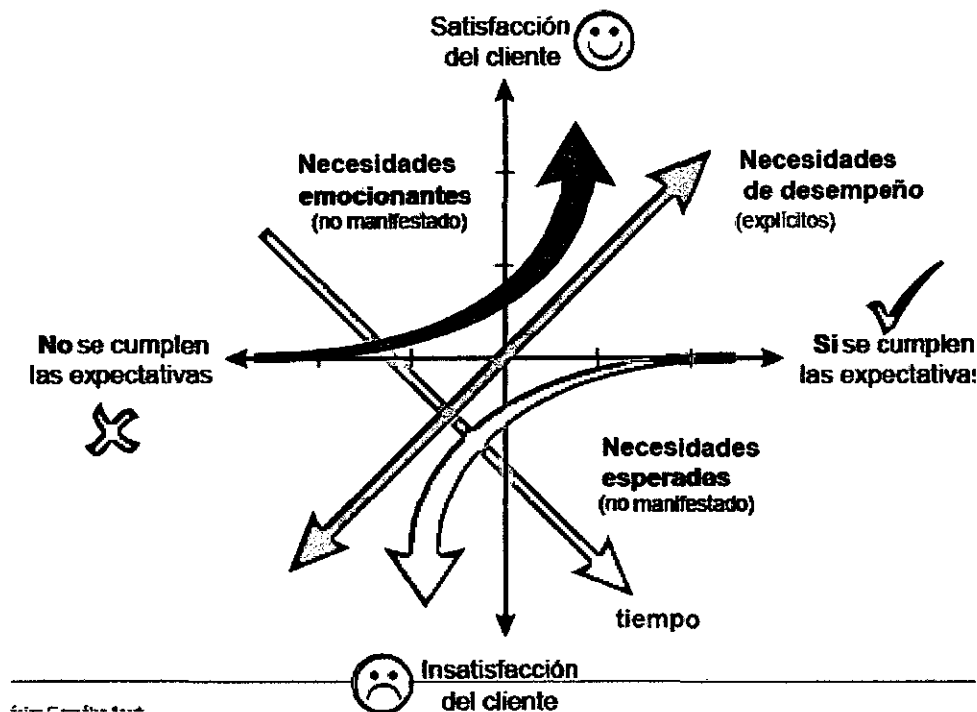 Satisfacción
del cliente
Necesidades
emocionantes
(no manifestado)
Necesidades
de desempeño
(explícitos)
No se cumplen
las expectativas
Si se cumplen
las expectativas
Necesidades
esperadas
(no manifestado)
tiempo
Insatisfacción
del cliente